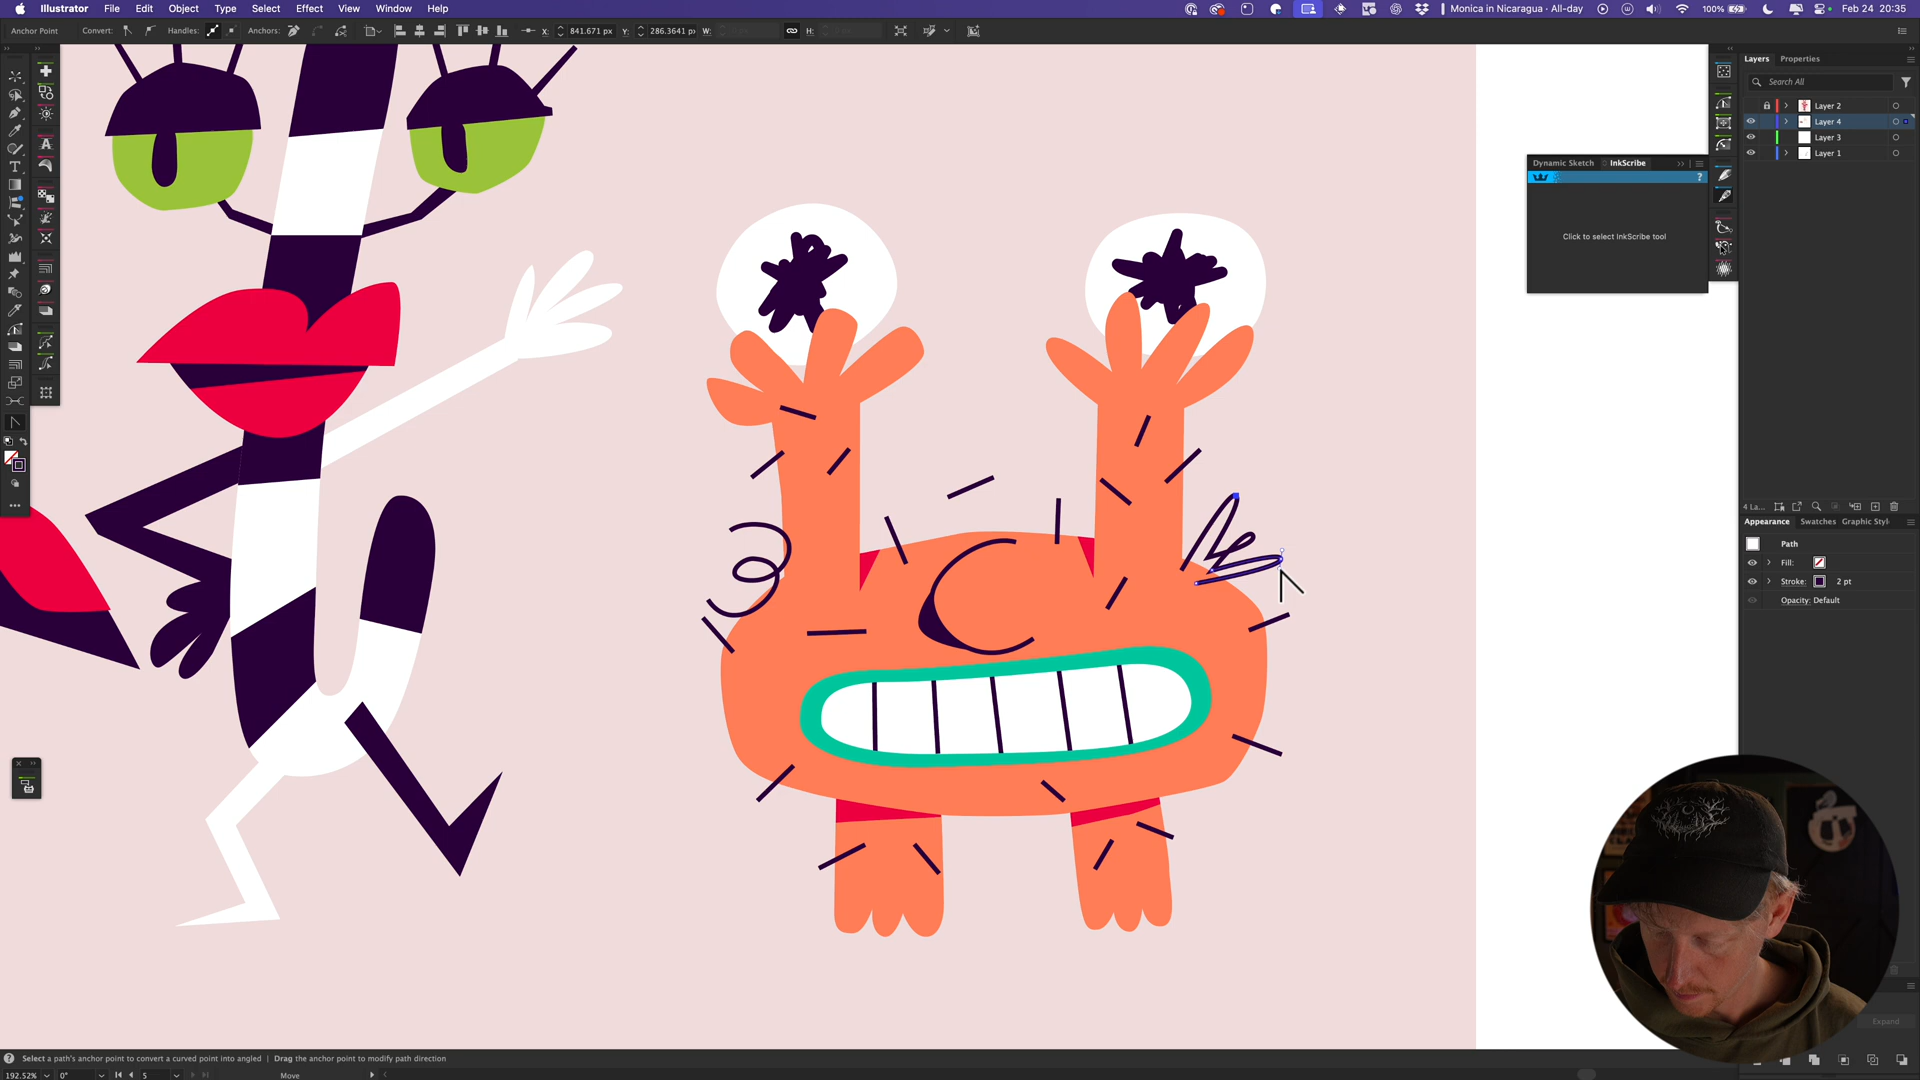 Illustrator File Edit Object Type Select Effect View Window Help
Monica in Nicaragua · All-day 100% Feb 24 20:35
Anchor Point Convert: Handles: Anchors: X: 841.671 px Y: 286.3641 px W: H:
Layers Properties
Search All
Layer 2
Layer 4
Layer 3
Layer 1
Dynamic Sketch InkScribe
?
Click to select InkScribe tool
4 La...
Appearance Swatches Graphic Styl
Path
Fill:
Stroke: 2 pt
Opacity: Default
Expand
Select a path's anchor point to convert a curved point into angled | Drag the anchor point to modify path direction
192.52% 0° 5 Move